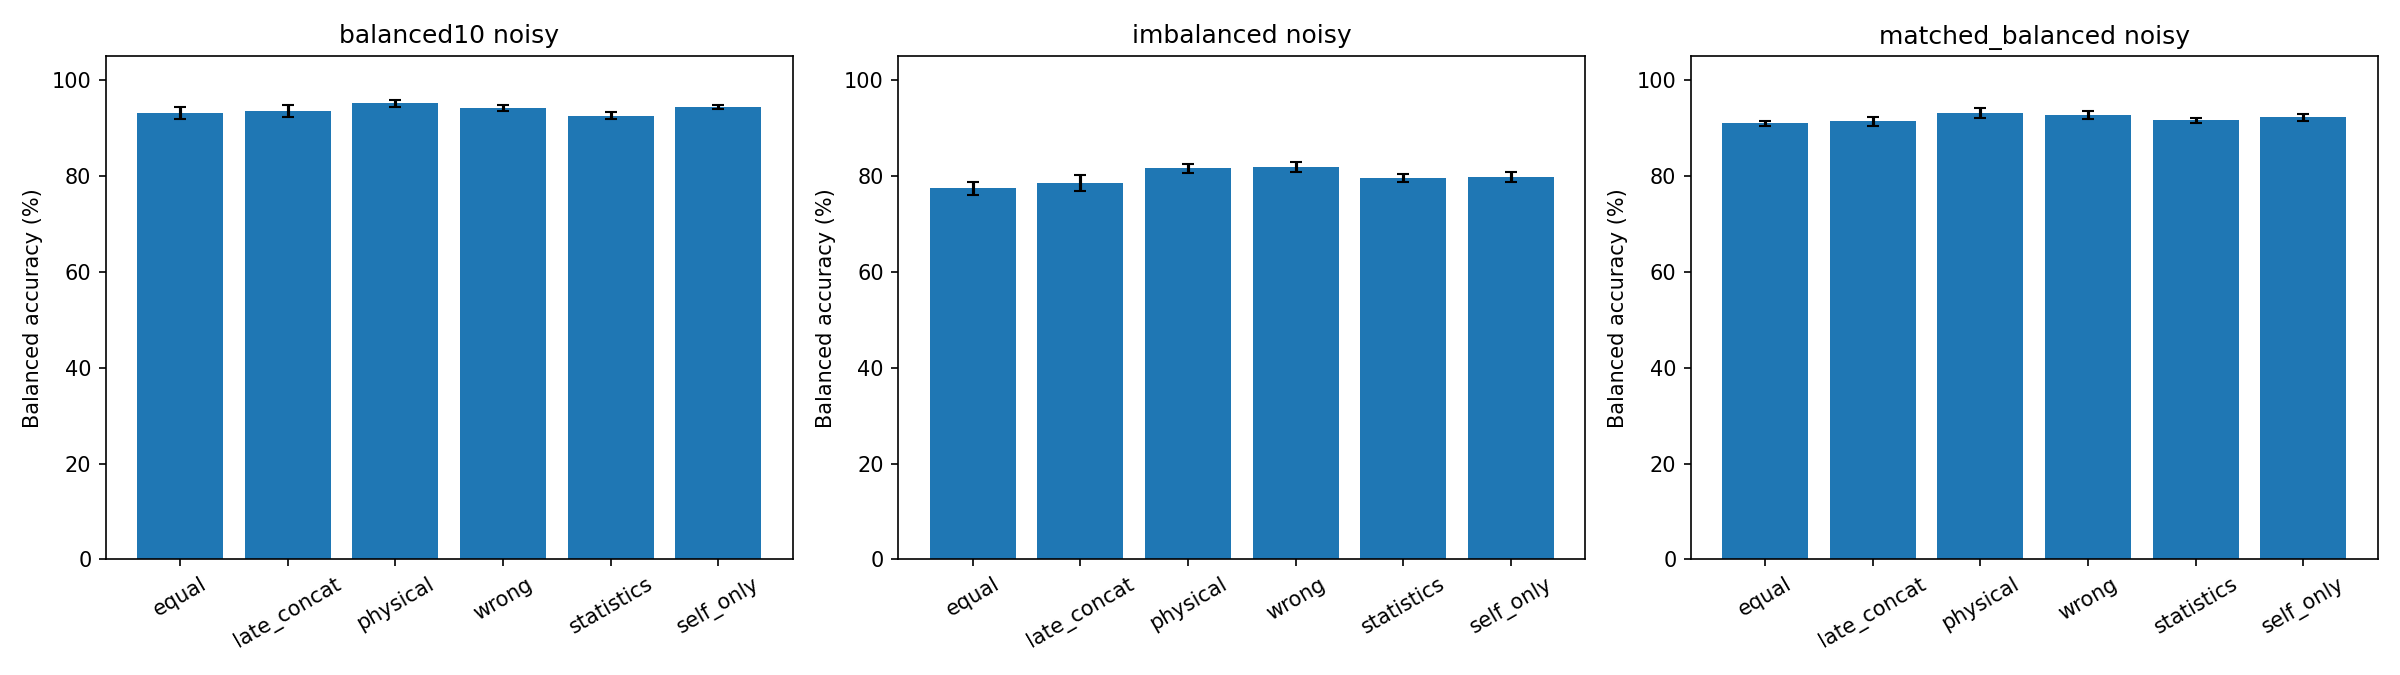 balanced10 noisy
Balanced accuracy (%)
100
80
60
40
20
0
equal
late_concat
physical
wrong
statistics
self_only
imbalanced noisy
Balanced accuracy (%)
100
80
60
40
20
0
equal
late_concat
physical
wrong
statistics
self_only
matched_balanced noisy
Balanced accuracy (%)
100
80
60
40
20
0
equal
late_concat
physical
wrong
statistics
self_only